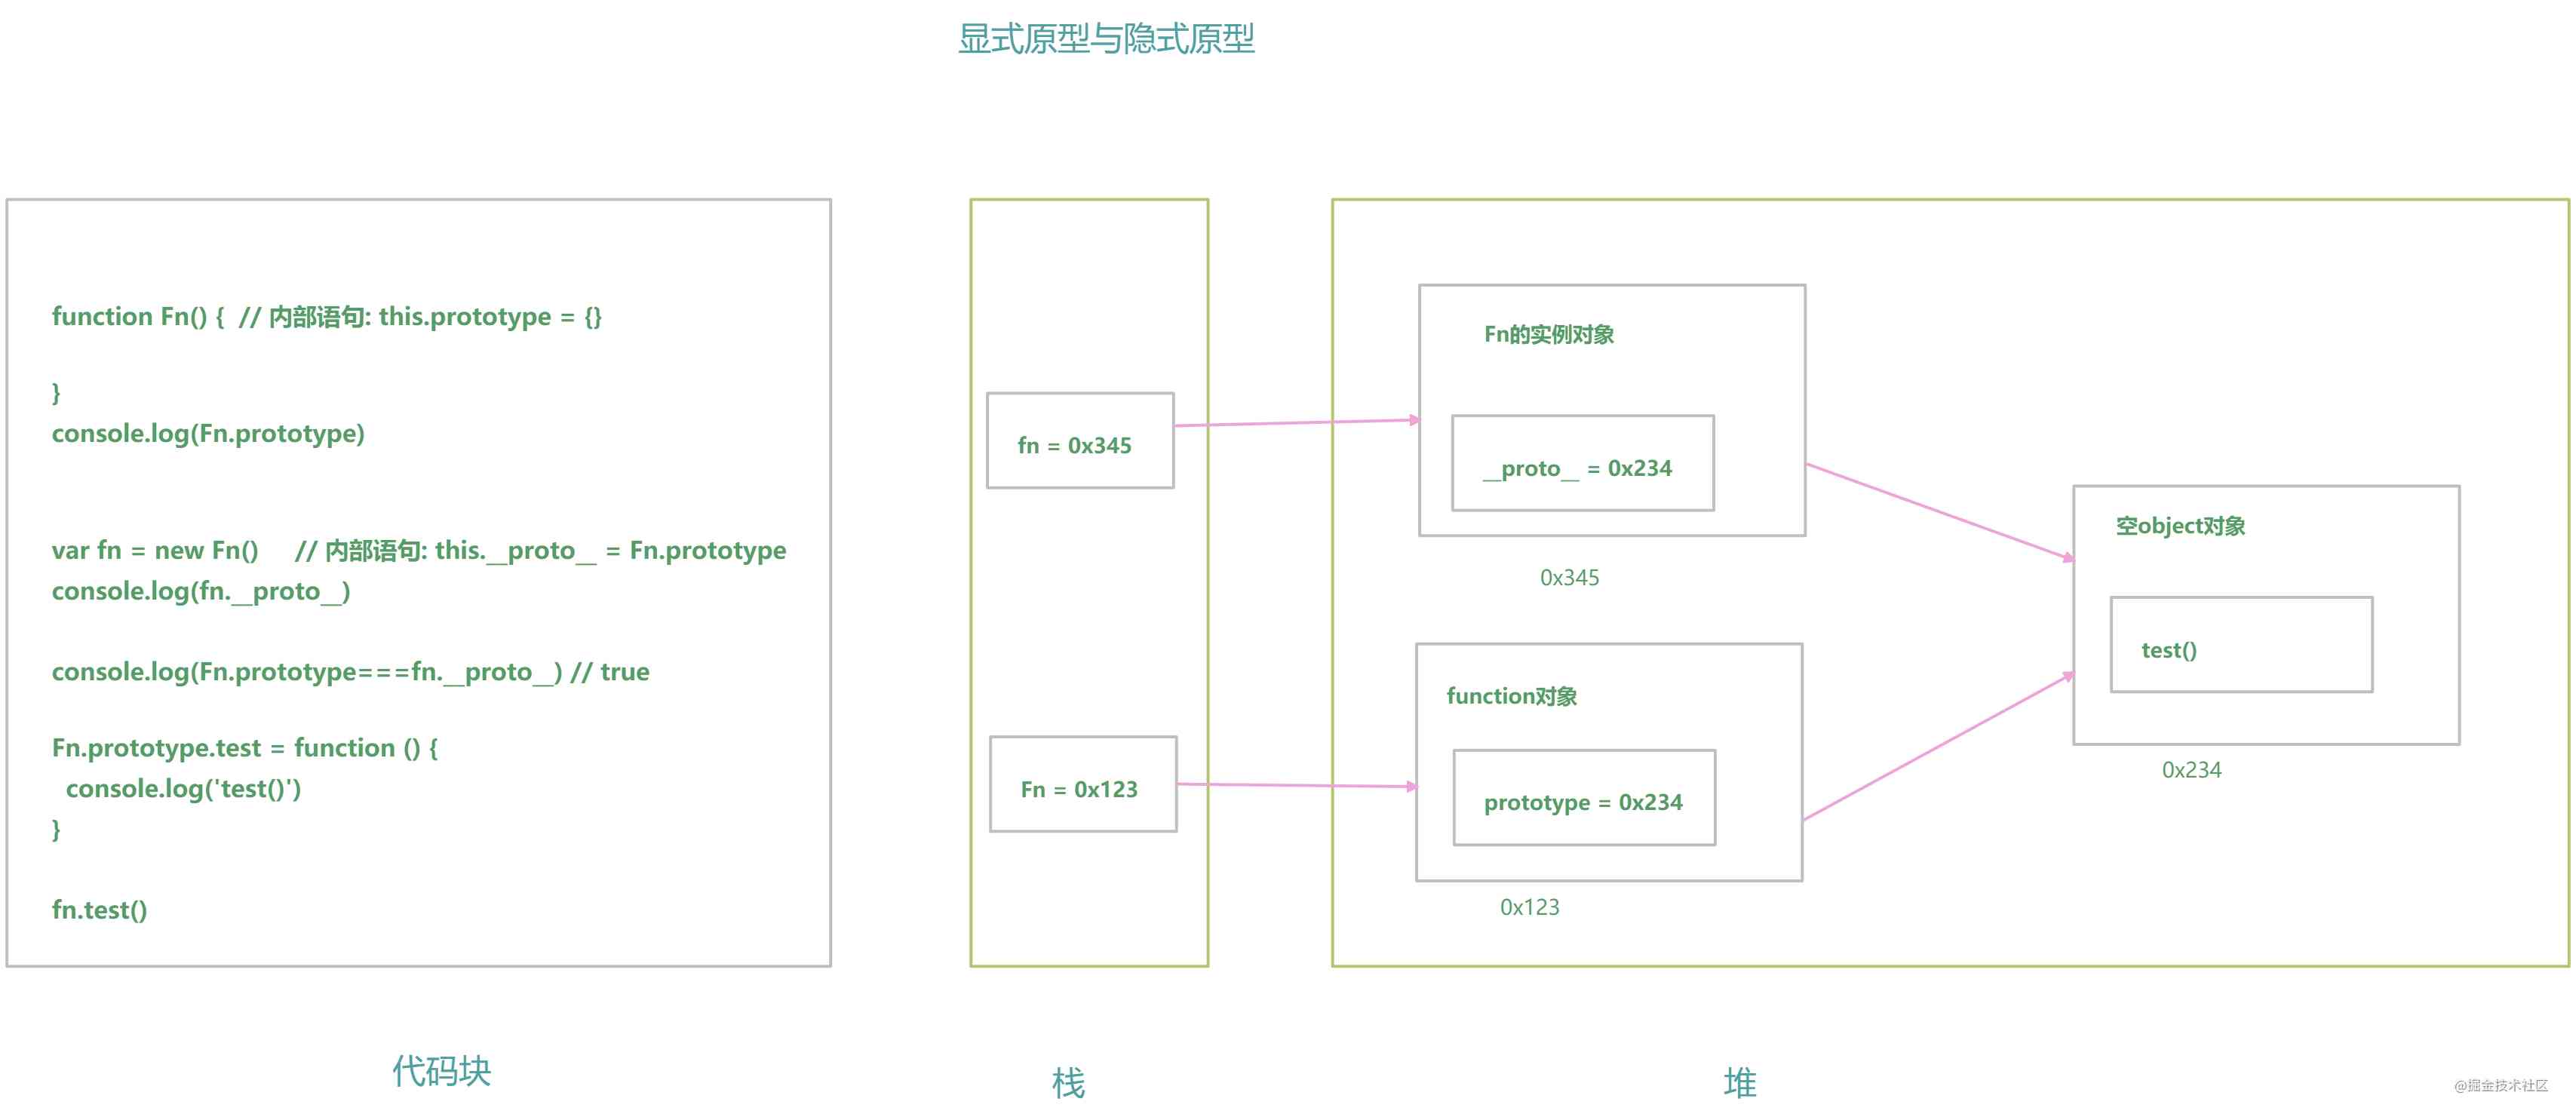 显式原型与隐式原型
function Fn() {  // 内部语句: this.prototype = {}
}
console.log(Fn.prototype)
var fn = new Fn()     // 内部语句: this.__proto__ = Fn.prototype
console.log(fn.__proto__)
console.log(Fn.prototype===fn.__proto__) // true
Fn.prototype.test = function () {
  console.log('test()')
}
fn.test()
代码块
fn = 0x345
Fn = 0x123
栈
Fn的实例对象
__proto__ = 0x234
0x345
function对象
prototype = 0x234
0x123
空object对象
test()
0x234
堆
@掘金技术社区